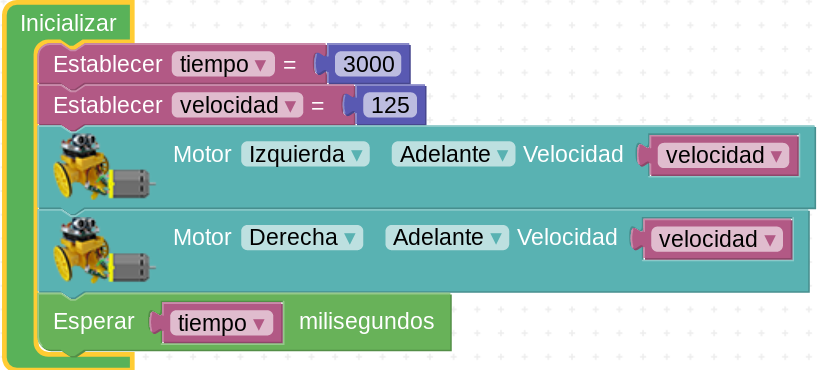 Inicializar
Establecer tiempo ▾ = 3000
Establecer velocidad ▾ = 125
Motor Izquierda ▾ Adelante ▾ Velocidad velocidad ▾
Motor Derecha ▾ Adelante ▾ Velocidad velocidad ▾
Esperar tiempo ▾ milisegundos